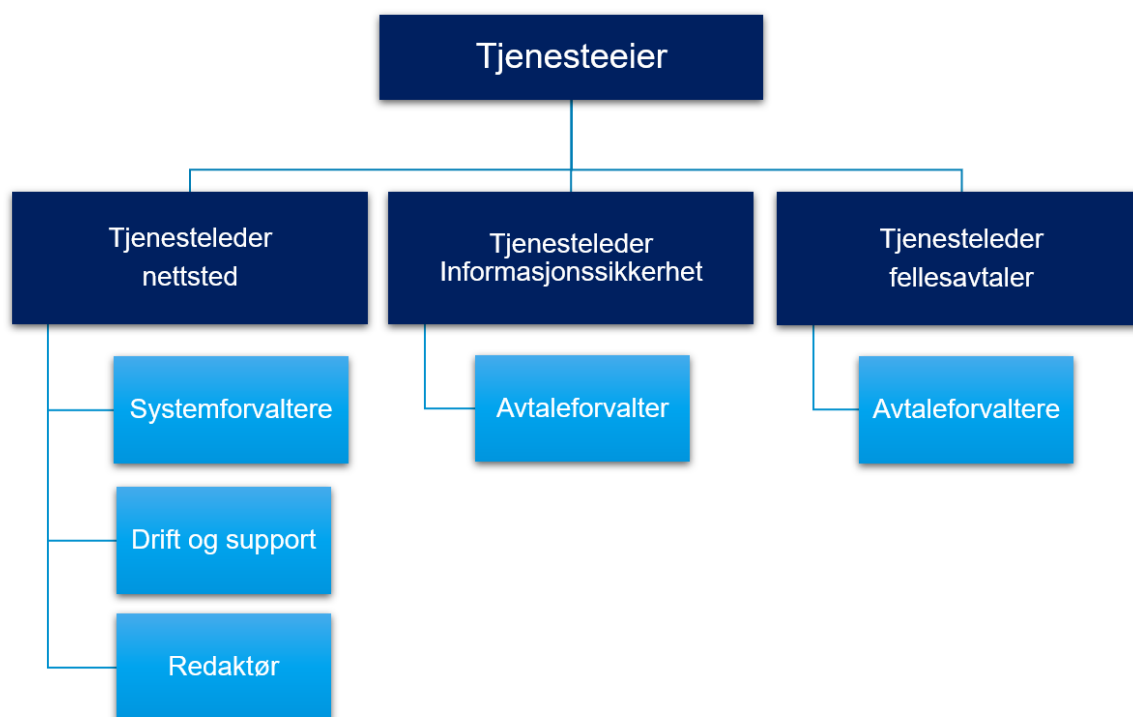 Tjenesteeier
Tjenesteleder
nettsted
Tjenesteleder
Informasjonssikkerhet
Tjenesteleder
fellesavtaler
Systemforvaltere
Avtaleforvalter
Avtaleforvaltere
Drift og support
Redaktør